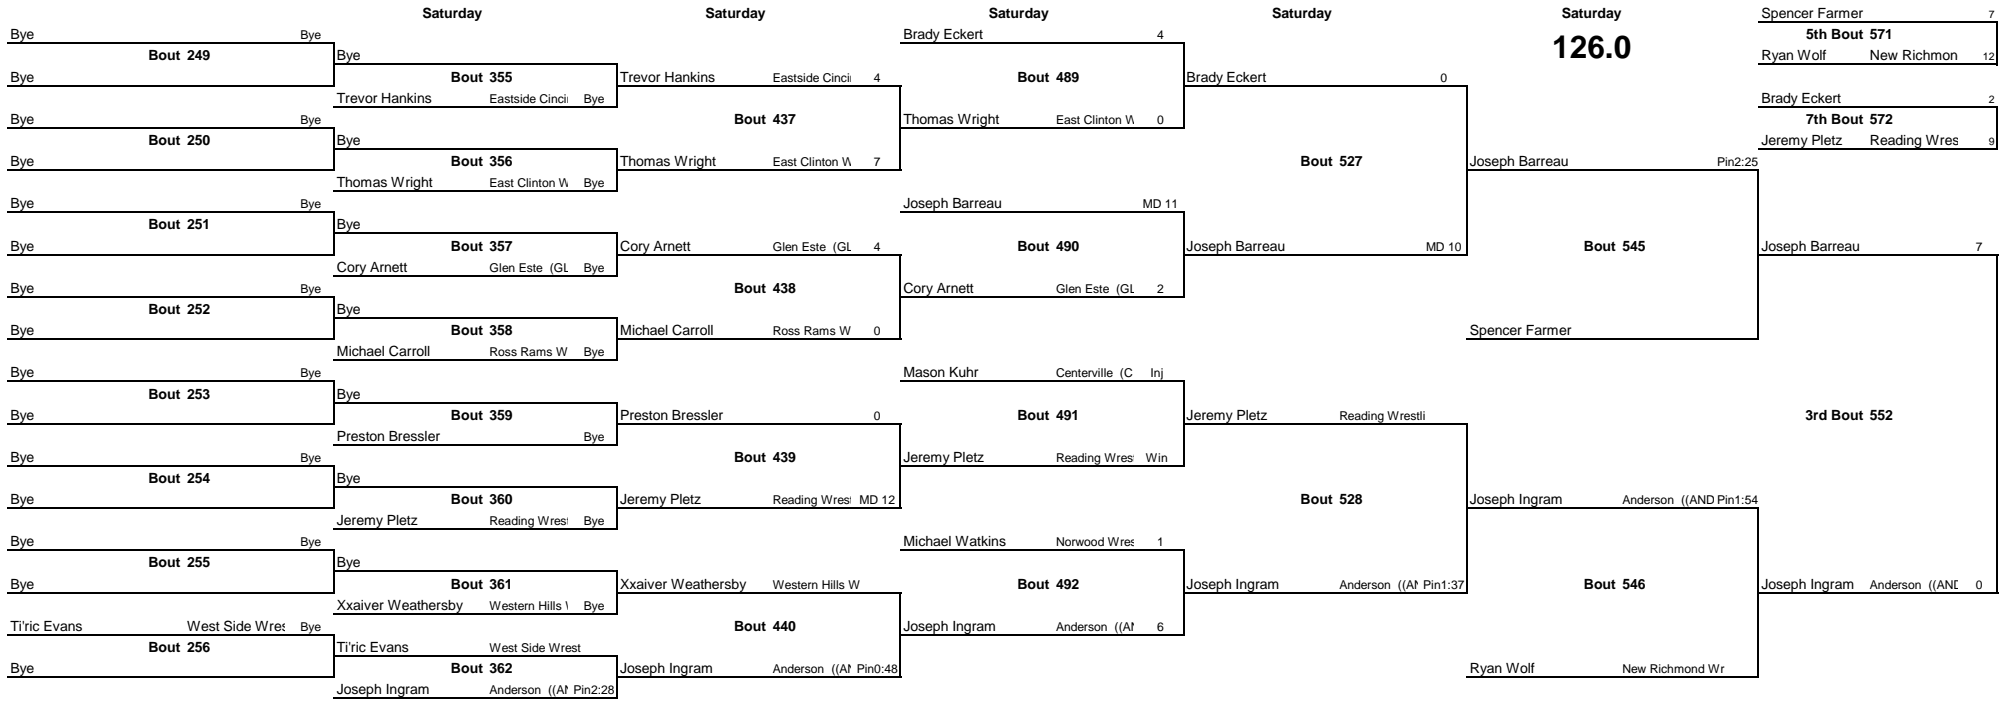 Saturday Saturday Saturday Saturday Saturday Spencer Farmer 7
Bye Bye Brady Eckert 4 126.0 5th Bout 571
Bout 249 Bye Ryan Wolf New Richmon 12
Bye Bout 355 Trevor Hankins Eastside Cinci 4 Bout 489 Brady Eckert 0
Trevor Hankins Eastside Cinci Bye Brady Eckert 2
Bye Bye Bout 437 Thomas Wright East Clinton W 0 7th Bout 572
Bout 250 Bye Jeremy Pletz Reading Wres 9
Bye Bout 356 Thomas Wright East Clinton W 7 Bout 527 Joseph Barreau Pin2:25
Thomas Wright East Clinton W Bye
Bye Bye Joseph Barreau MD 11
Bout 251 Bye
Bye Bout 357 Cory Arnett Glen Este (GL 4 Bout 490 Joseph Barreau MD 10 Bout 545 Joseph Barreau 7
Cory Arnett Glen Este (GL Bye
Bye Bye Bout 438 Cory Arnett Glen Este (GL 2
Bout 252 Bye
Bye Bout 358 Michael Carroll Ross Rams W 0 Spencer Farmer
Michael Carroll Ross Rams W Bye
Bye Bye Mason Kuhr Centerville (C Inj
Bout 253 Bye
Bye Bout 359 Preston Bressler 0 Bout 491 Jeremy Pletz Reading Wrestli 3rd Bout 552
Preston Bressler Bye
Bye Bye Bout 439 Jeremy Pletz Reading Wres Win
Bout 254 Bye
Bye Bout 360 Jeremy Pletz Reading Wres MD 12 Bout 528 Joseph Ingram Anderson ((AND Pin1:54
Jeremy Pletz Reading Wrest Bye
Bye Bye Michael Watkins Norwood Wres 1
Bout 255 Bye
Bye Bout 361 Xxaiver Weathersby Western Hills W Bout 492 Joseph Ingram Anderson ((AN Pin1:37 Bout 546 Joseph Ingram Anderson ((AND 0
Xxaiver Weathersby Western Hills Bye
Ti'ric Evans West Side Wres Bye Bout 440 Joseph Ingram Anderson ((AN 6
Bout 256 Ti'ric Evans West Side Wrest
Bye Bout 362 Joseph Ingram Anderson ((AN Pin0:48 Ryan Wolf New Richmond Wr
Joseph Ingram Anderson ((AN Pin2:28